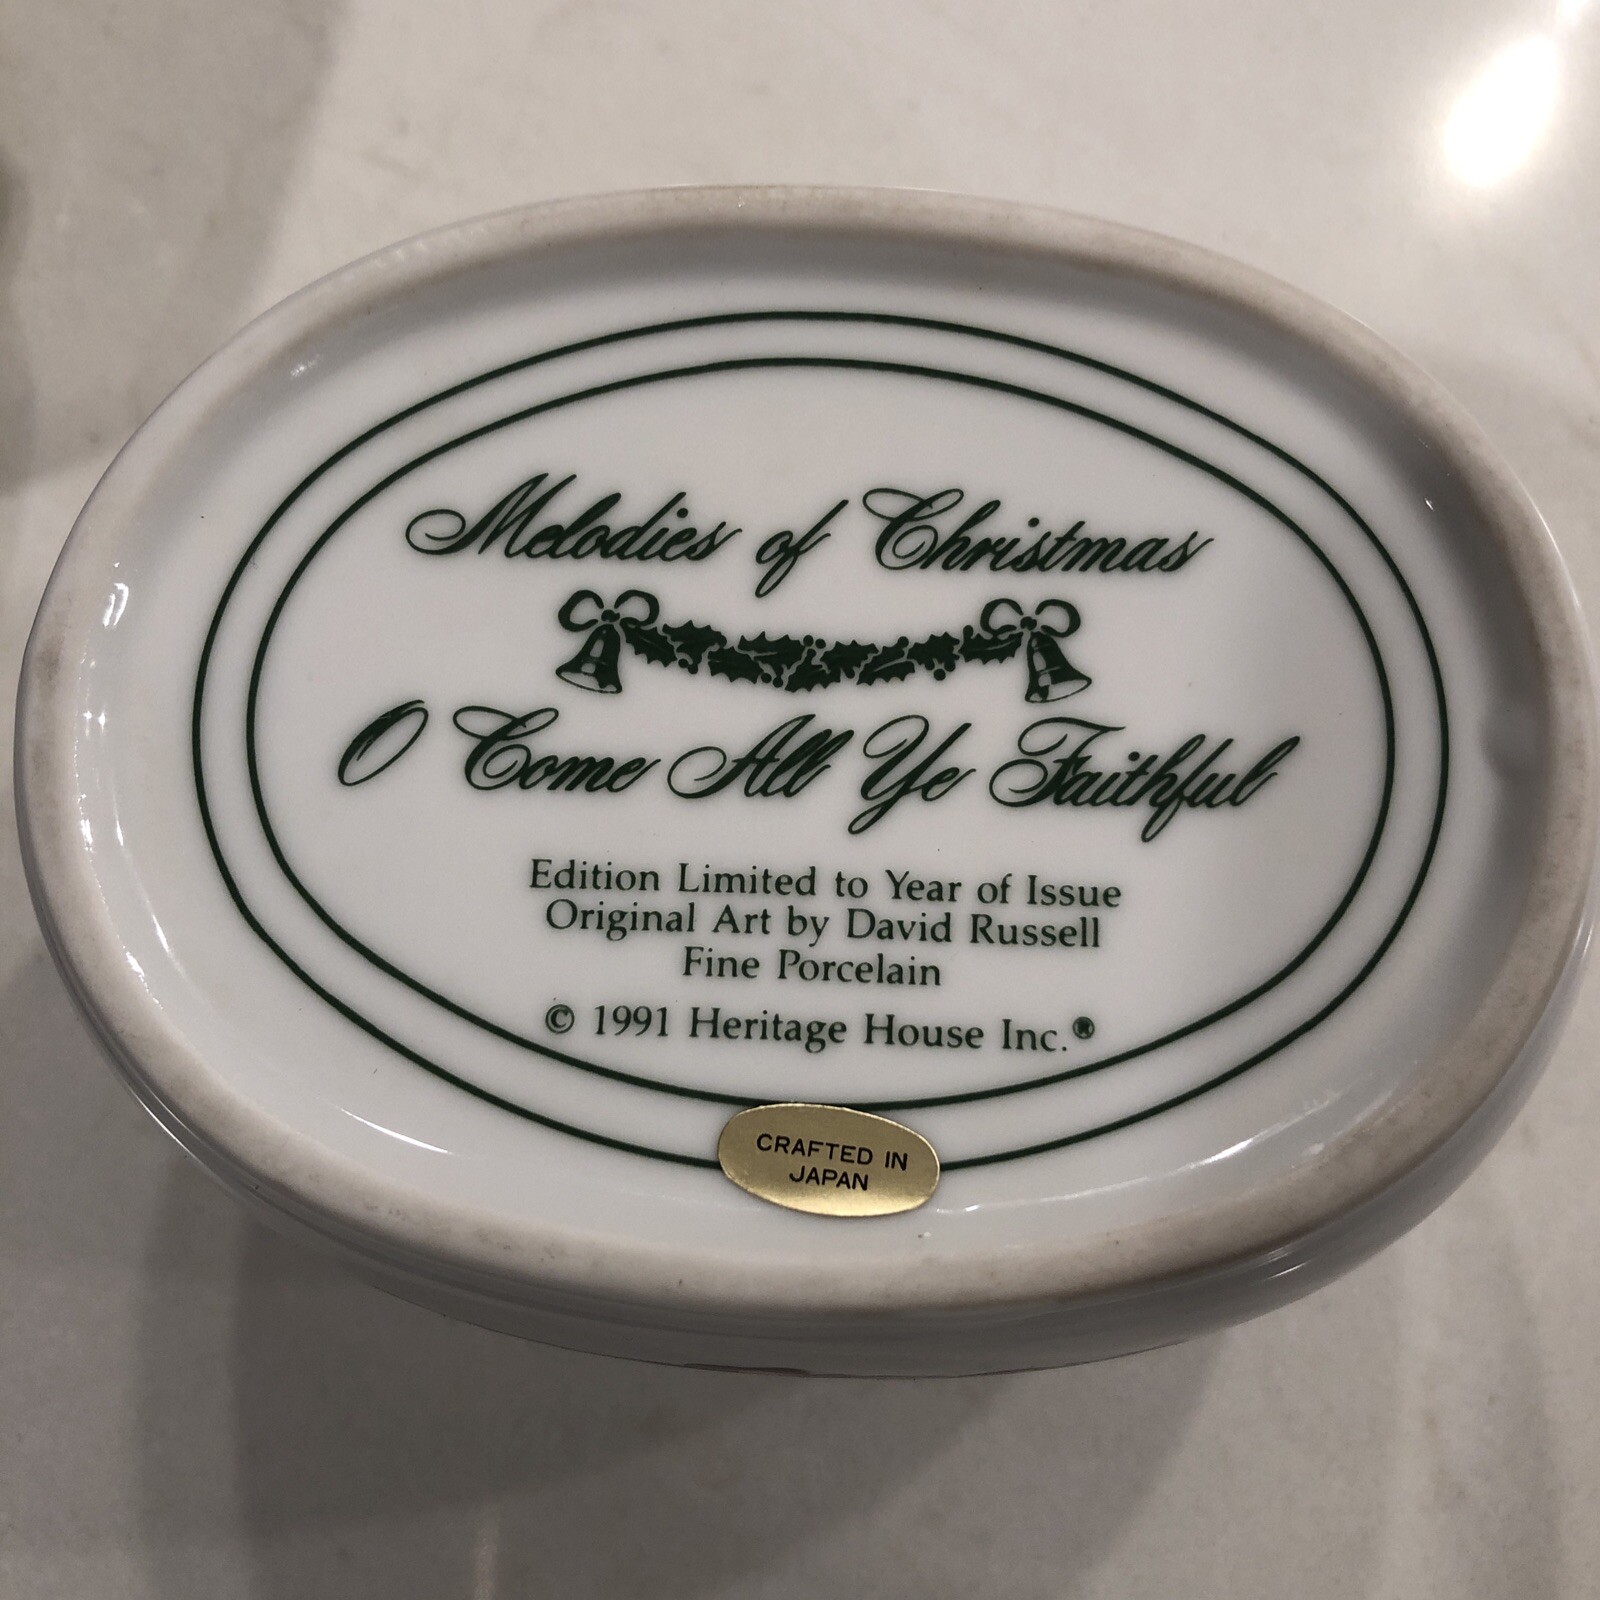 Melodies of Christmas
O Come All Ye Faithful
Edition Limited to Year of Issue
Original Art by David Russell
Fine Porcelain
© 1991 Heritage House Inc.®
CRAFTED IN
JAPAN